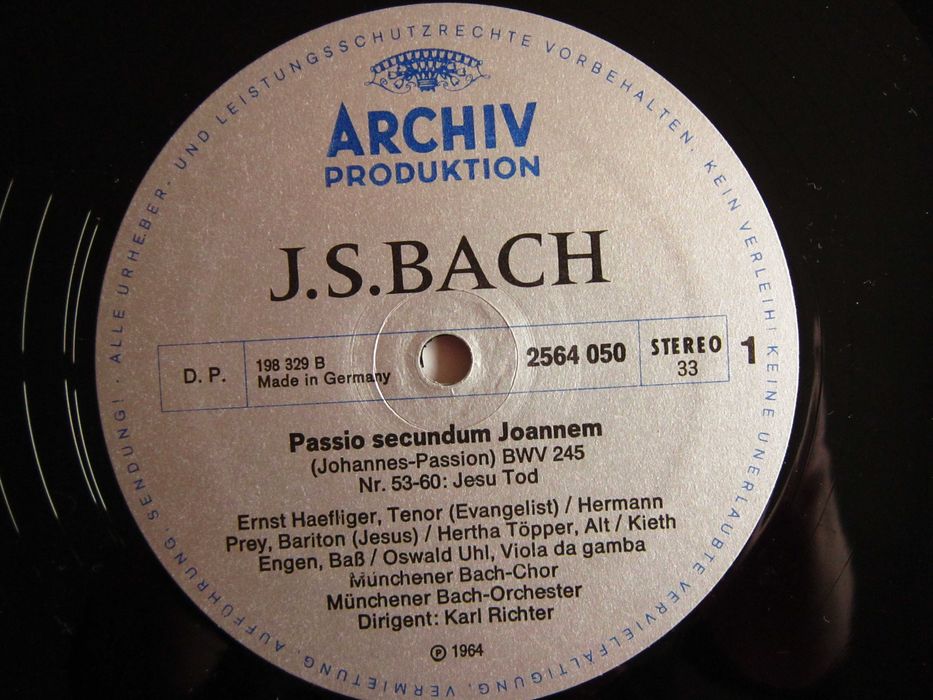 ALLE URHEBER- UND LEISTUNGSSCHUTZRECHTE VORBEHALTEN. KEIN VERLEIH! KEINE UNERLAUBTE VERVIELFÄLTIGUNG, VERMIETUNG, AUFFÜHRUNG, SENDUNG!
ARCHIV
PRODUKTION
J.S.BACH
D. P.
198 329 B
Made in Germany
2564 050
STEREO
33
1
Passio secundum Joannem
(Johannes-Passion) BWV 245
Nr. 53-60: Jesu Tod
Ernst Haefliger, Tenor (Evangelist) / Hermann
Prey, Bariton (Jesus) / Hertha Töpper, Alt / Kieth
Engen, Baß / Oswald Uhl, Viola da gamba
Münchener Bach-Chor
Münchener Bach-Orchester
Dirigent: Karl Richter
℗ 1964